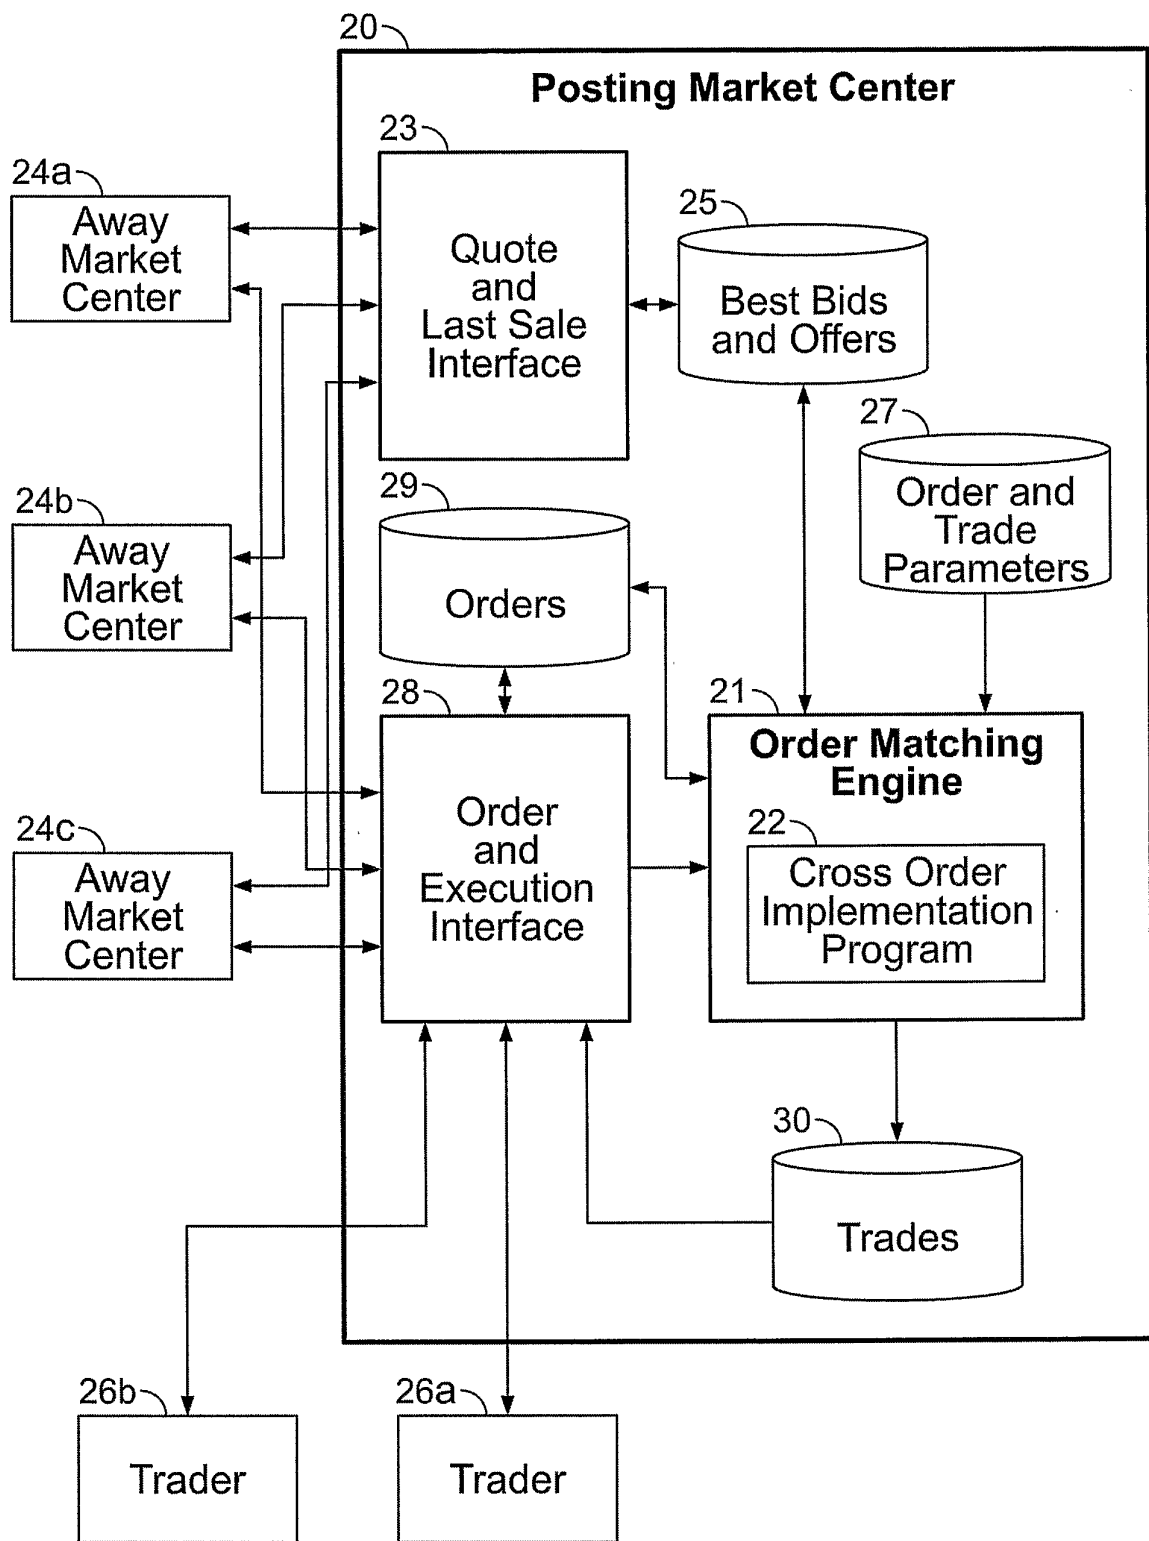 20
Posting Market Center
23
24a
Away
Market
Center
Quote
and
Last Sale
Interface
25
Best Bids
and Offers
27
Order and
Trade
Parameters
24b
Away
Market
Center
29
Orders
28
Order
and
Execution
Interface
21
Order Matching
Engine
22
Cross Order
Implementation
Program
24c
Away
Market
Center
30
Trades
26b
Trader
26a
Trader